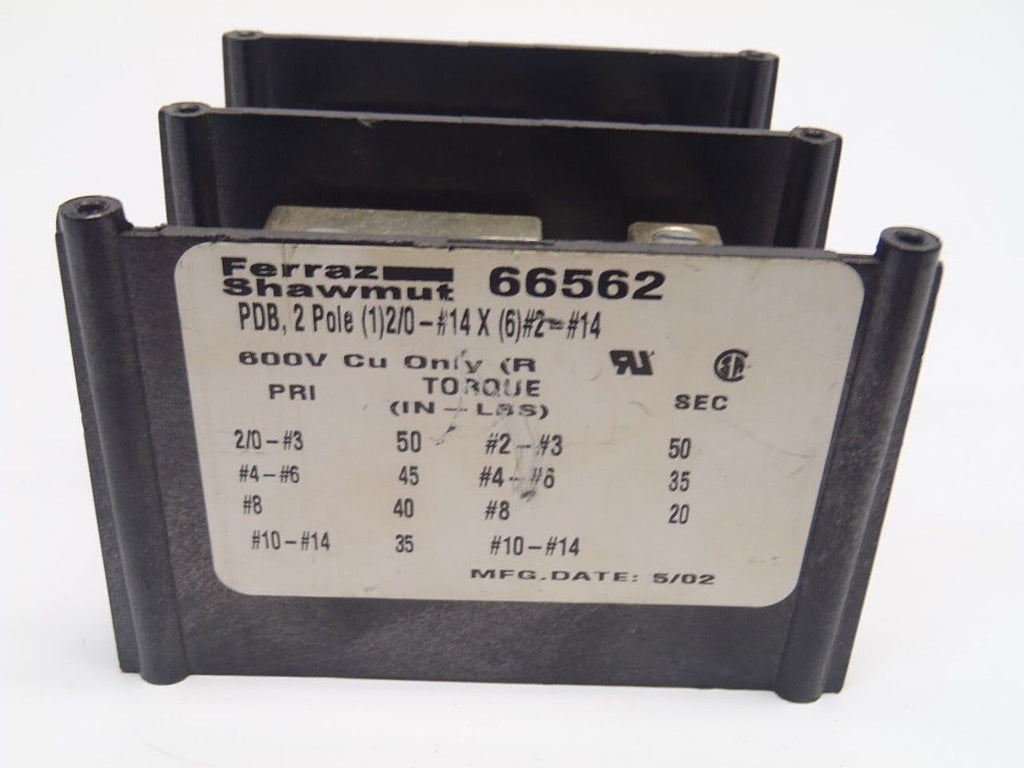 Ferraz Shawmut 66562
PDB, 2 Pole (1)2/0-#14 X (6)#2-#14
600V Cu Only (R
PRI TORQUE SEC
(IN-LBS)
2/0-#3 50 #2-#3 50
#4-#6 45 #4-#6 35
#8 40 #8 20
#10-#14 35 #10-#14
MFG.DATE: 5/02